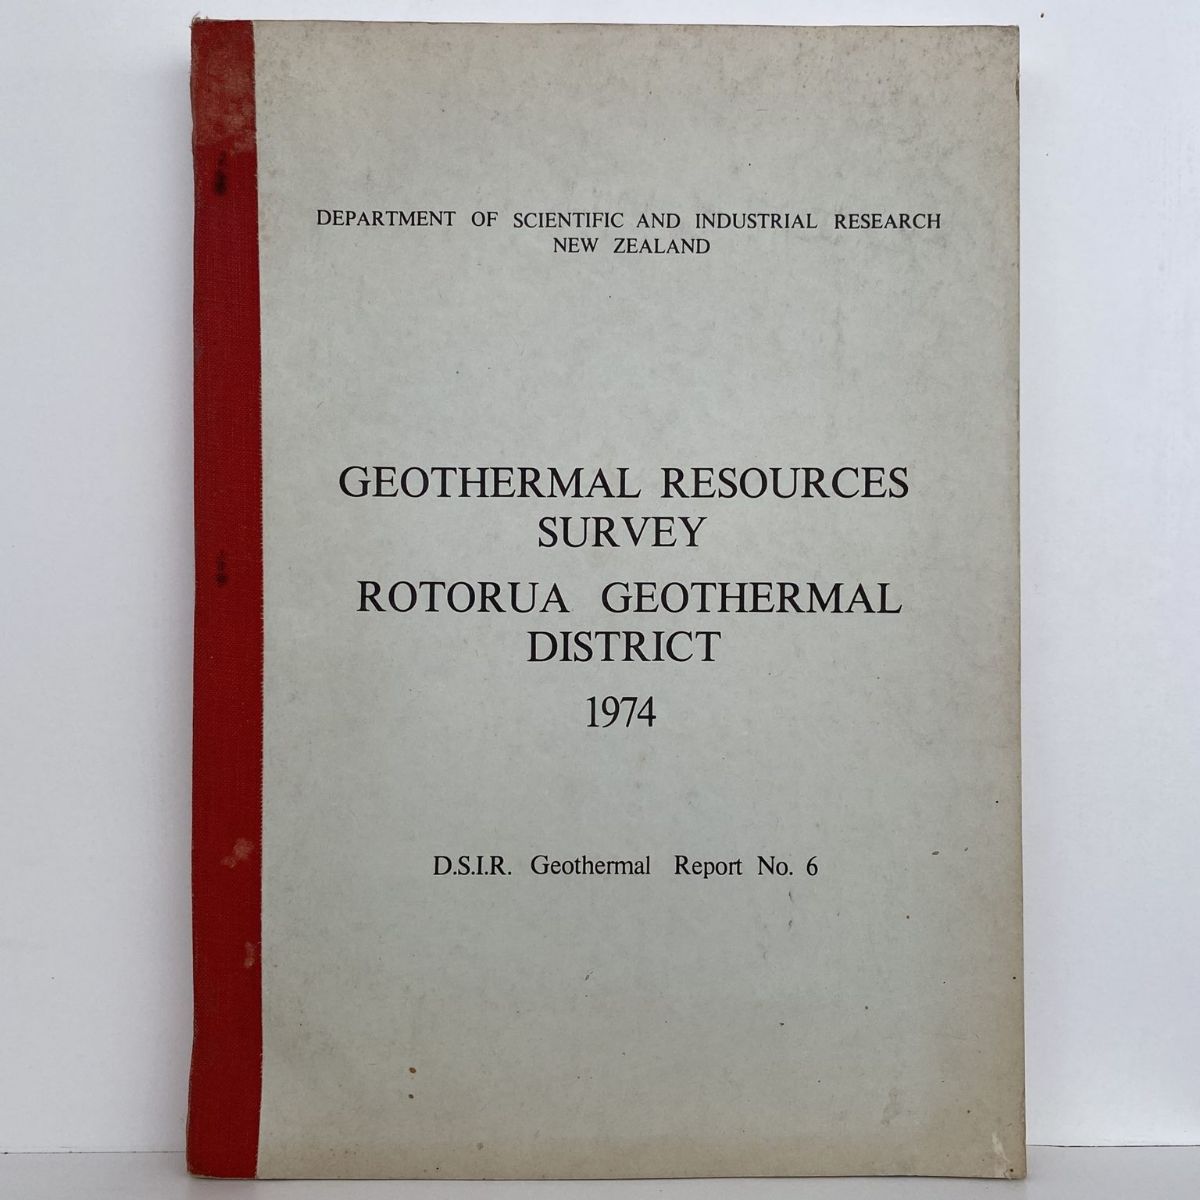 DEPARTMENT OF SCIENTIFIC AND INDUSTRIAL RESEARCH
NEW ZEALAND
GEOTHERMAL RESOURCES
SURVEY
ROTORUA GEOTHERMAL
DISTRICT
1974
D.S.I.R. Geothermal Report No. 6